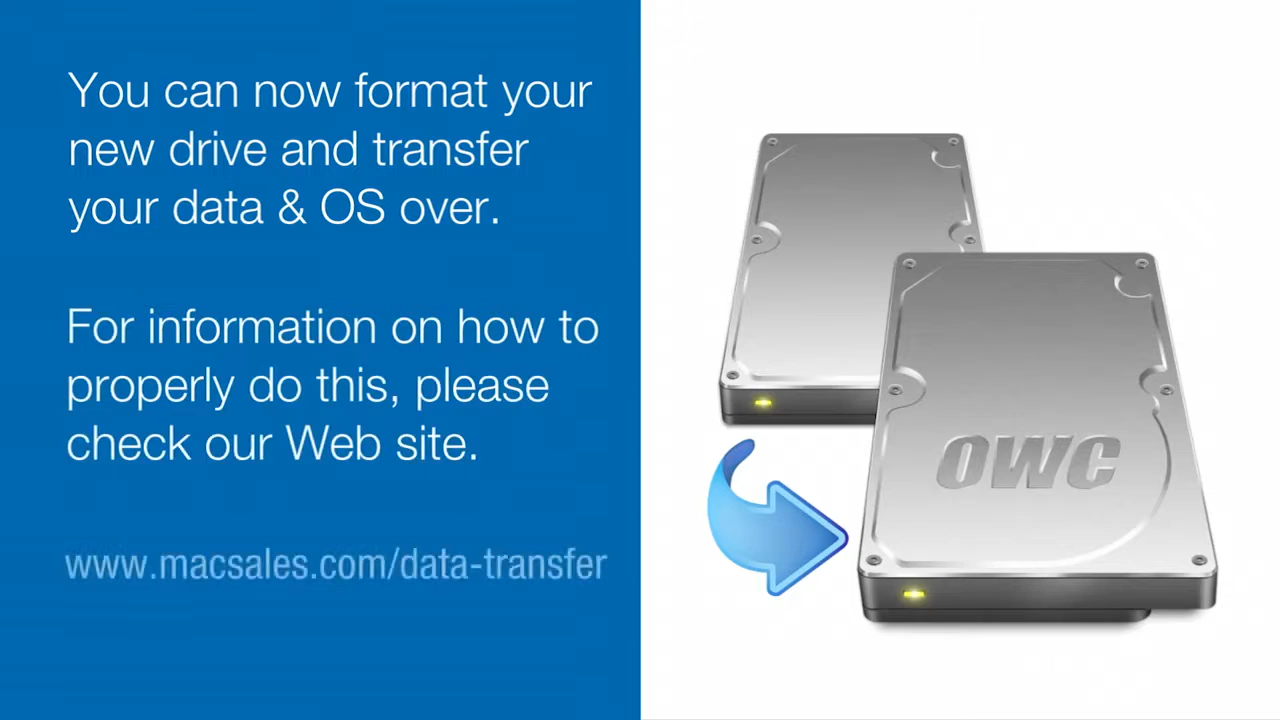 You can now format your
new drive and transfer
your data & OS over.
For information on how to
properly do this, please
check our Web site.
www.macsales.com/data-transfer
OWC